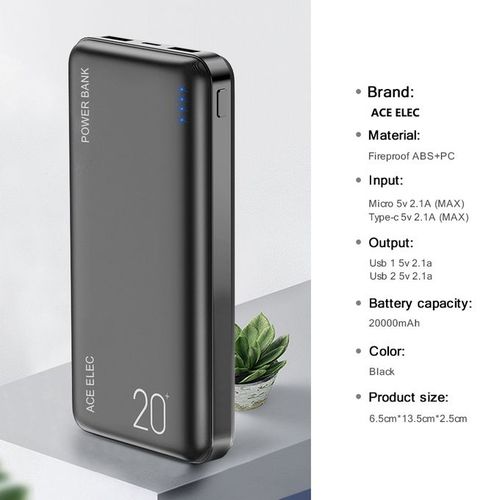 POWER BANK
ACE ELEC
20+
Brand:
ACE ELEC
Material:
Fireproof ABS+PC
Input:
Micro 5v 2.1A (MAX)
Type-c 5v 2.1A (MAX)
Output:
Usb 1 5v 2.1a
Usb 2 5v 2.1a
Battery capacity:
20000mAh
Color:
Black
Product size:
6.5cm*13.5cm*2.5cm